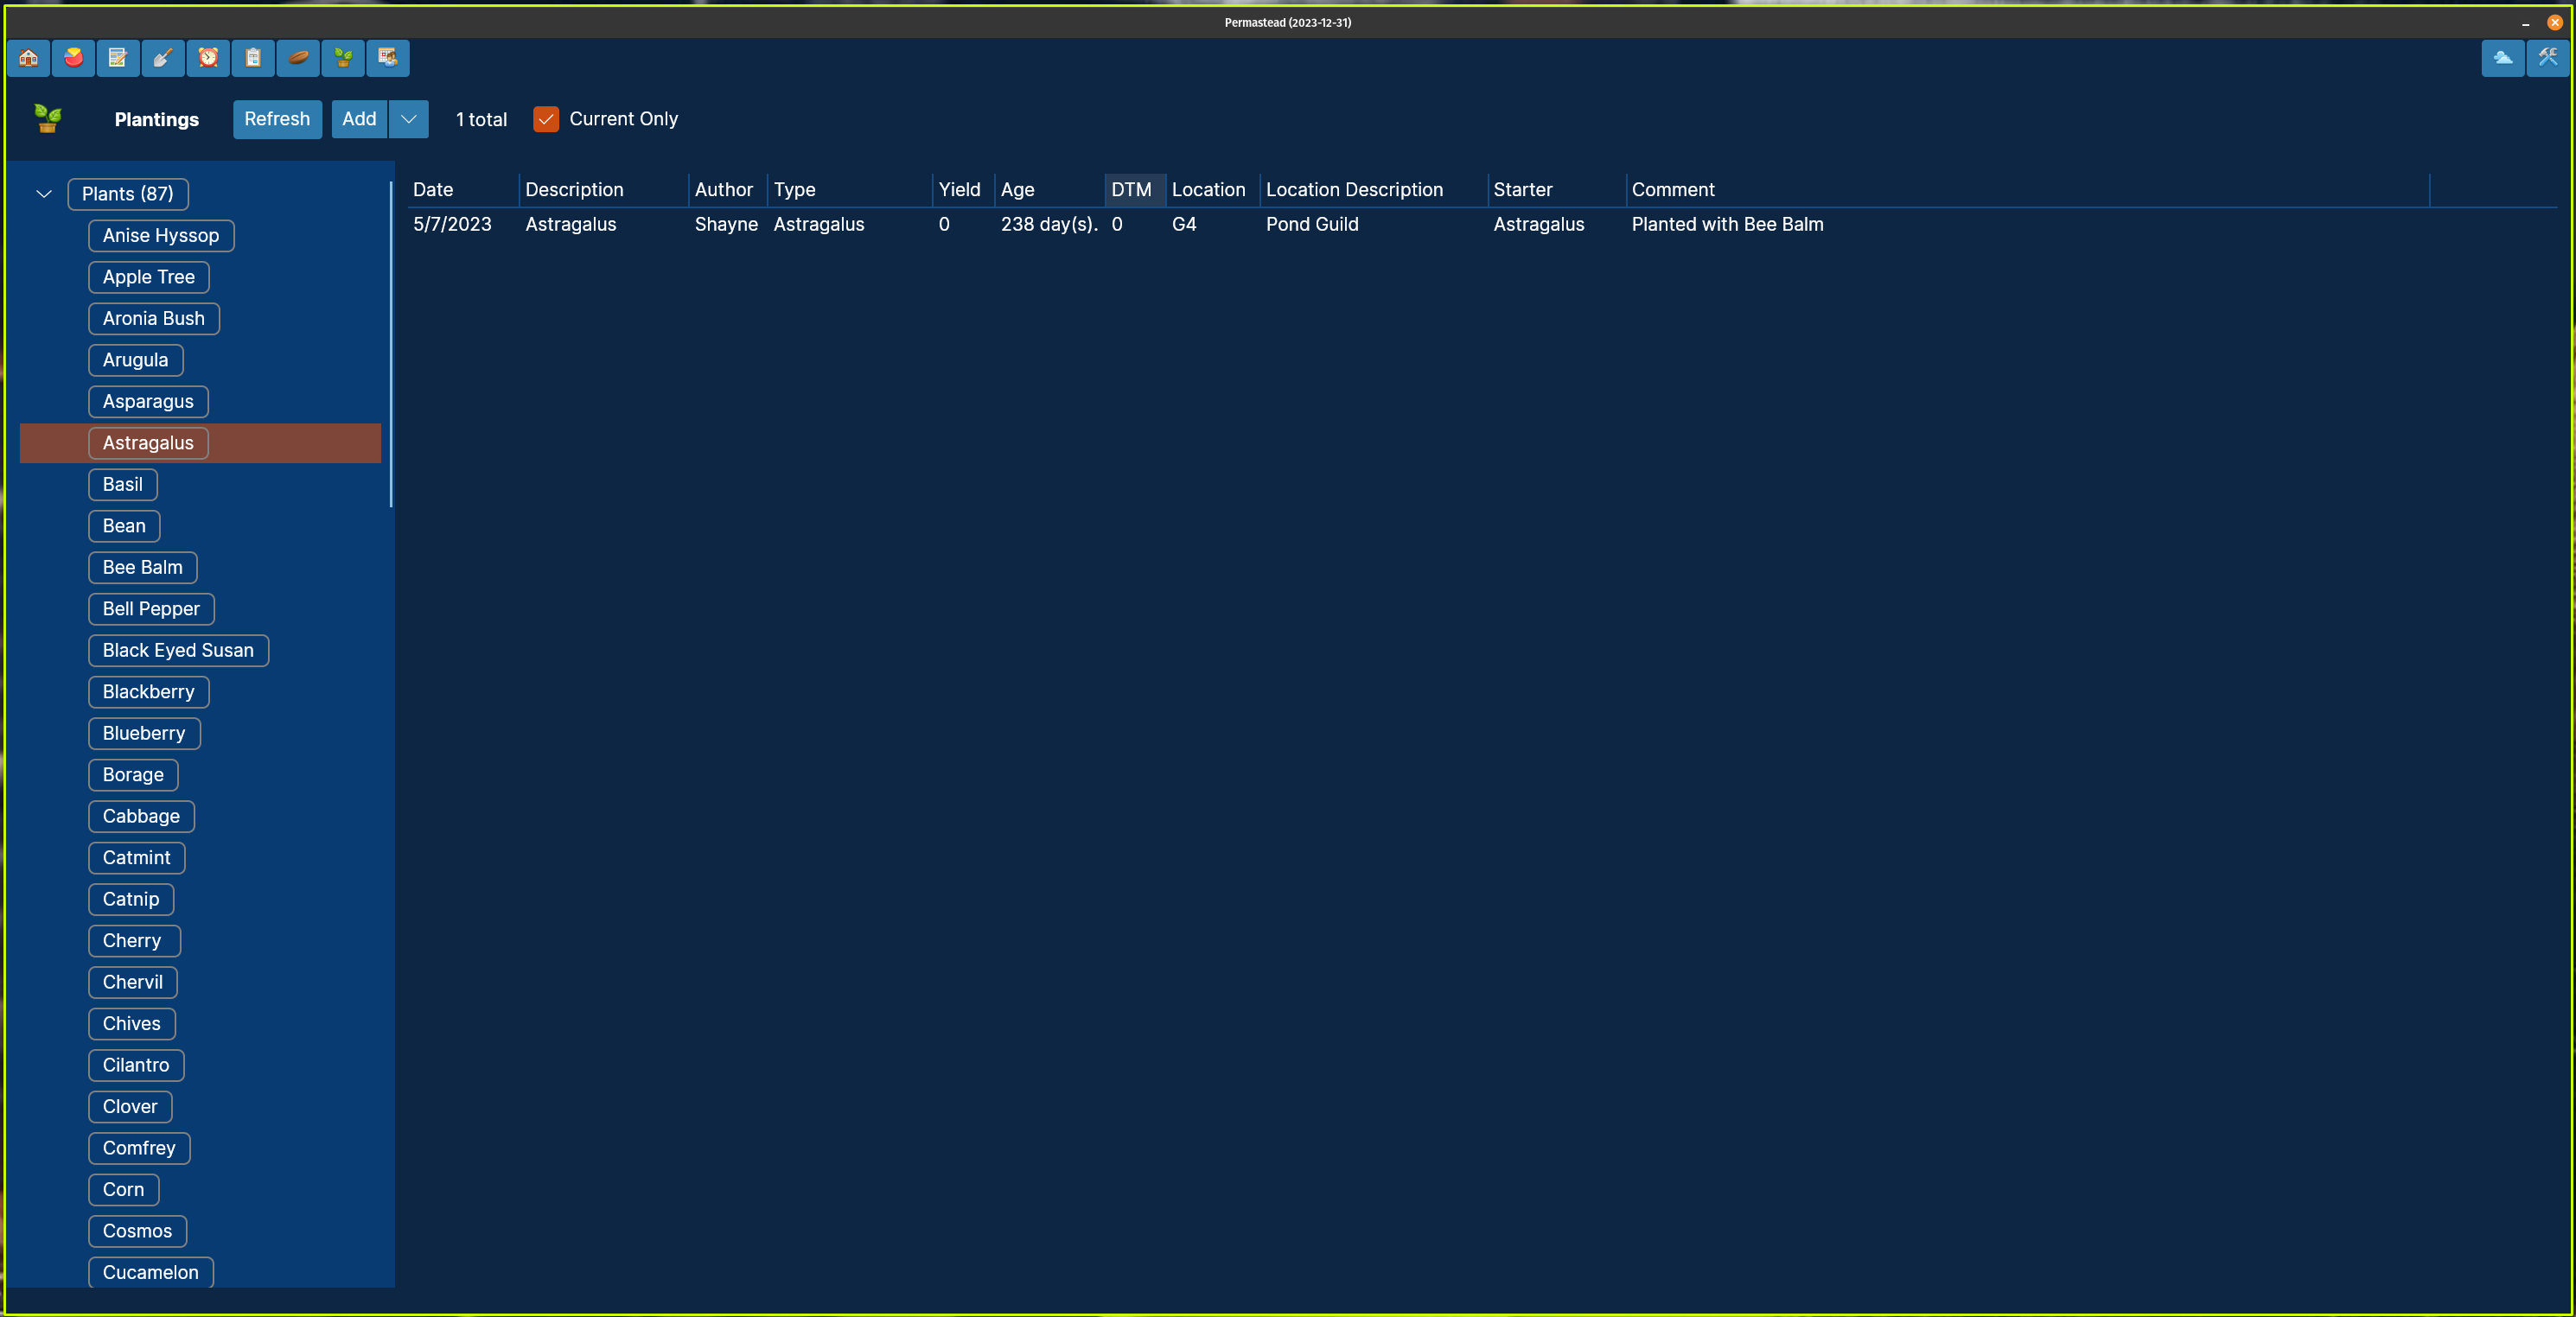 Permastead (2023-12-31)
Plantings Refresh Add 1 total Current Only
Plants (87)
Anise Hyssop
Apple Tree
Aronia Bush
Arugula
Asparagus
Astragalus
Basil
Bean
Bee Balm
Bell Pepper
Black Eyed Susan
Blackberry
Blueberry
Borage
Cabbage
Catmint
Catnip
Cherry
Chervil
Chives
Cilantro
Clover
Comfrey
Corn
Cosmos
Cucamelon
Date Description Author Type Yield Age DTM Location Location Description Starter Comment
5/7/2023 Astragalus Shayne Astragalus 0 238 day(s). 0 G4 Pond Guild Astragalus Planted with Bee Balm